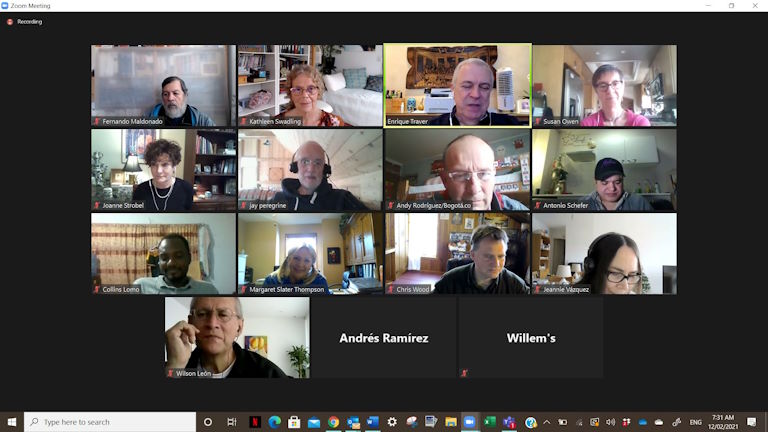 Zoom Meeting
Recording
Fernando Maldonado
Kathleen Swadling
Enrique Traver
Susan Owen
Joanne Strobel
jay peregrine
Andy Rodríguez/Bogotá.co
Antonio Schefer
Collins Lomo
Margaret Slater Thompson
Chris Wood
Jeannie Vázquez
Wilson León
Andrés Ramírez
Willem's
Type here to search
ENG
7:31 AM
12/02/2021